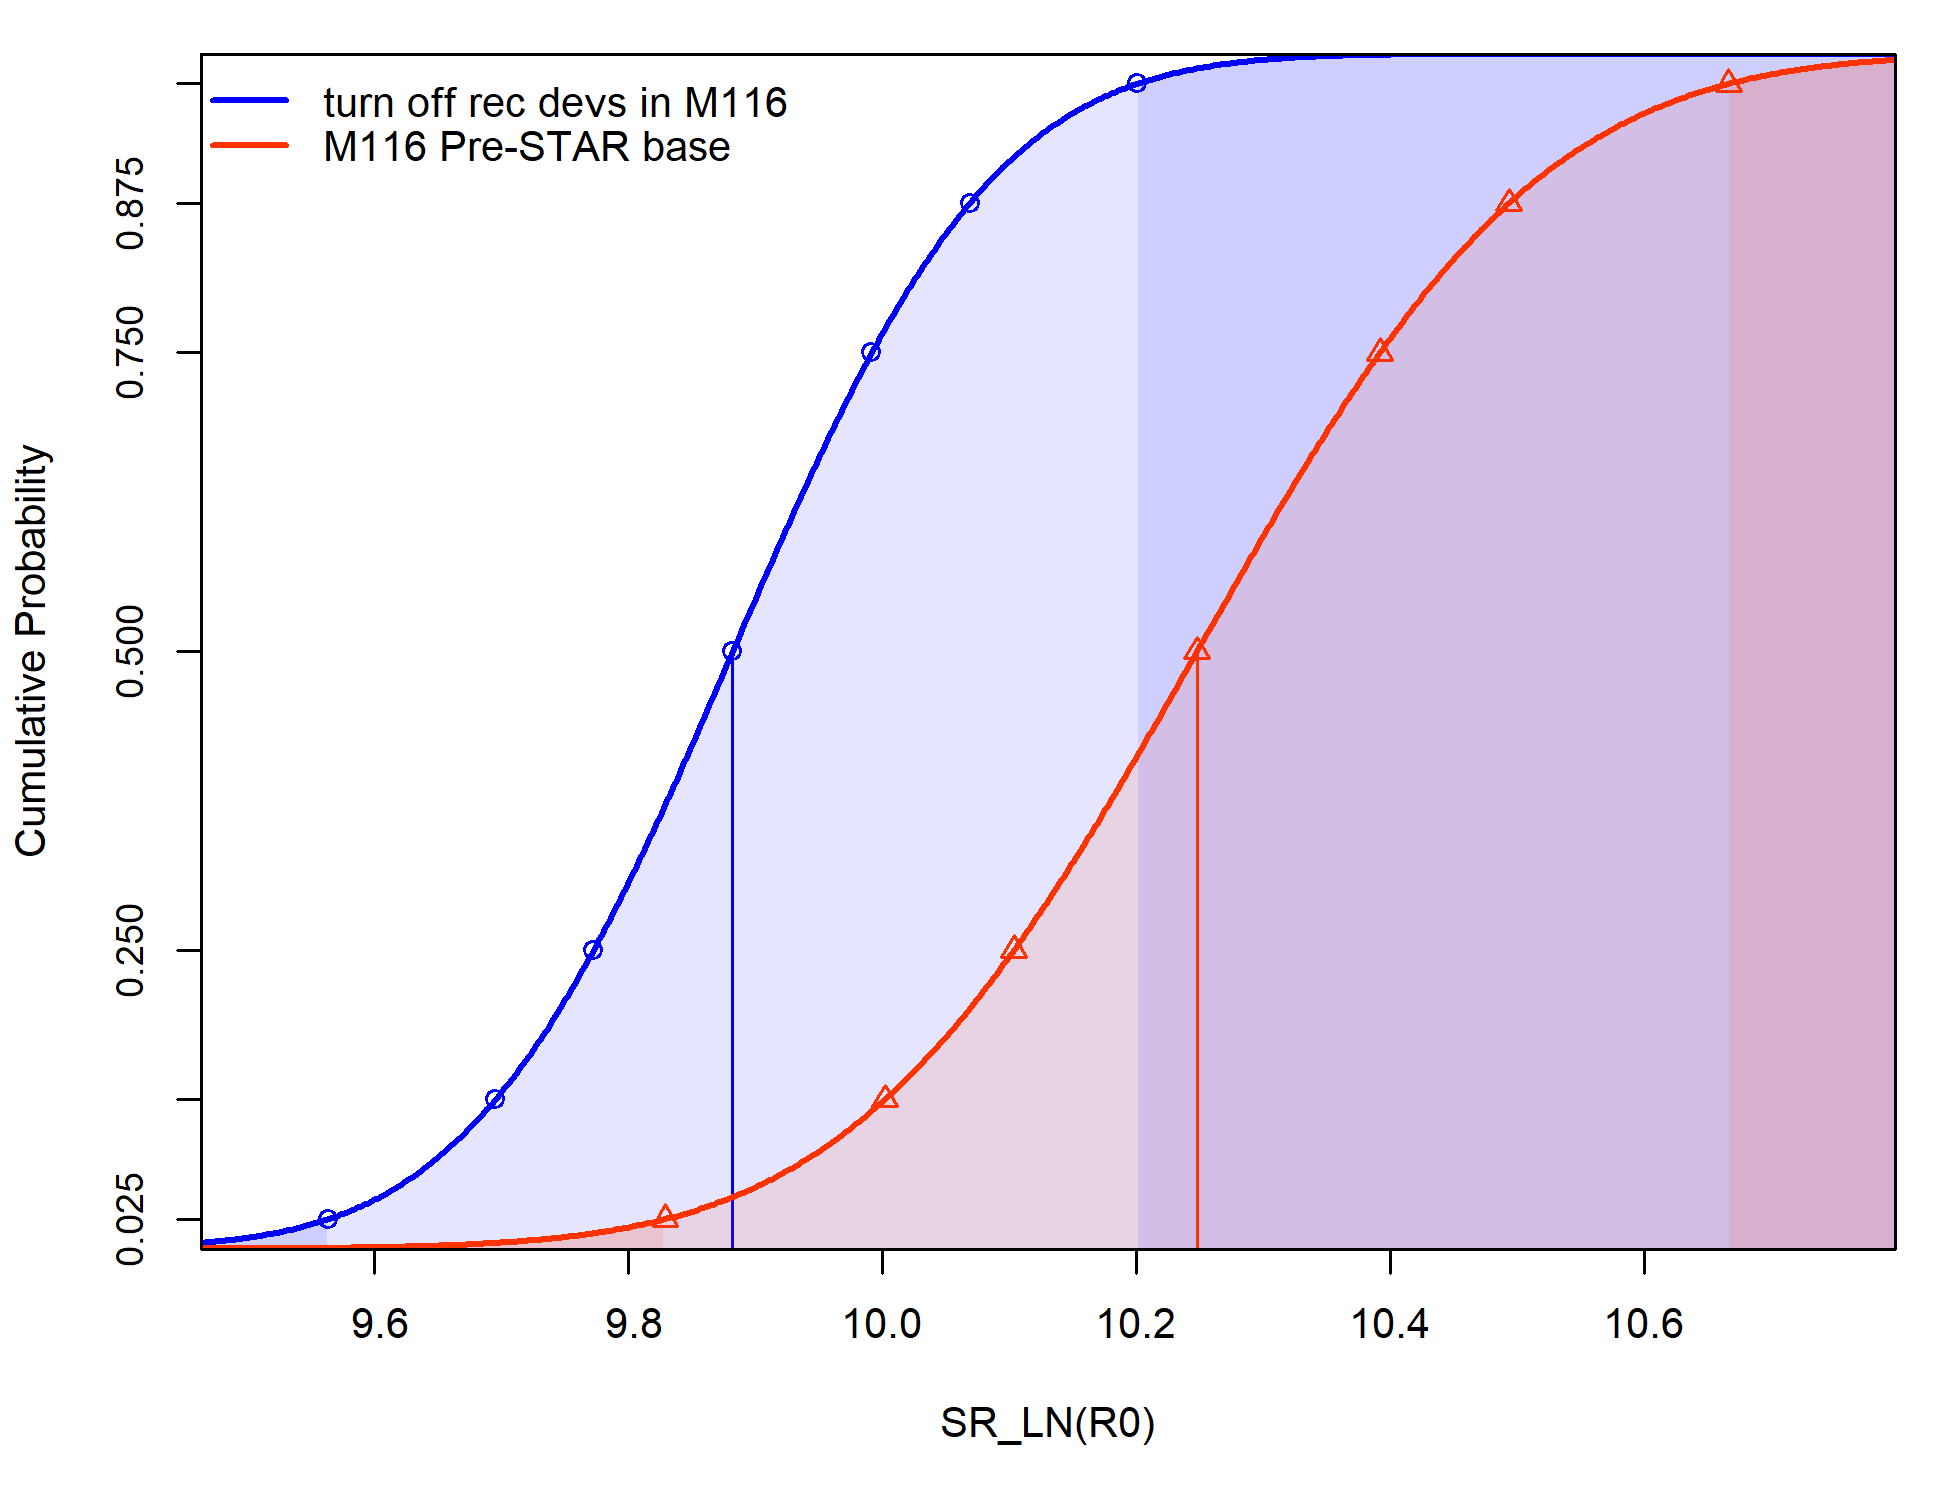 turn off rec devs in M116
M116 Pre-STAR base
Cumulative Probability
0.875
0.750
0.500
0.250
0.025
9.6 9.8 10.0 10.2 10.4 10.6
SR_LN(R0)